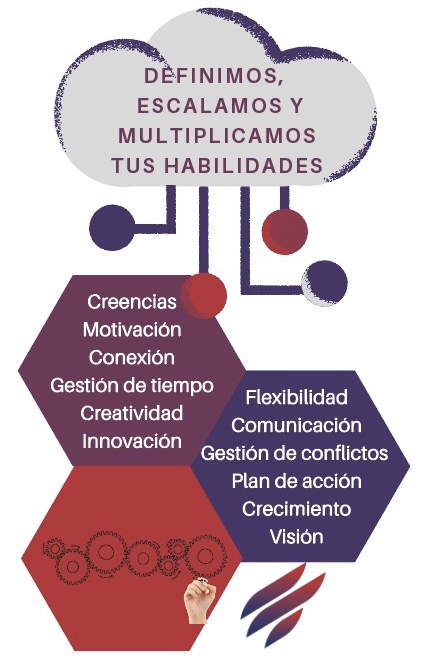 DEFINIMOS,
ESCALAMOS Y
MULTIPLICAMOS
TUS HABILIDADES
Creencias
Motivación
Conexión
Gestión de tiempo
Creatividad
Innovación
Flexibilidad
Comunicación
Gestión de conflictos
Plan de acción
Crecimiento
Visión